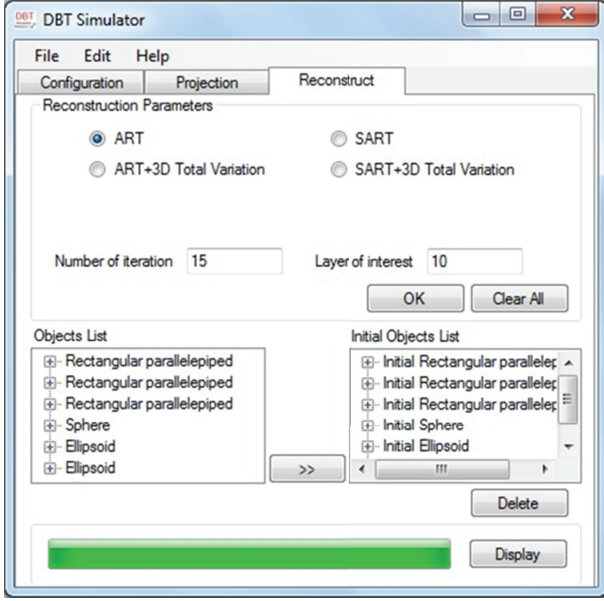 DBT DBT Simulator
File Edit Help
Configuration Projection Reconstruct
Reconstruction Parameters
ART SART
ART+3D Total Variation SART+3D Total Variation
Number of iteration 15 Layer of interest 10
OK Clear All
Objects List Initial Objects List
Rectangular parallelepiped Initial Rectangular parallelep
Rectangular parallelepiped Initial Rectangular parallelep
Rectangular parallelepiped Initial Rectangular parallelep
Sphere Initial Sphere
Ellipsoid Initial Ellipsoid
Ellipsoid
>>
Delete
Display